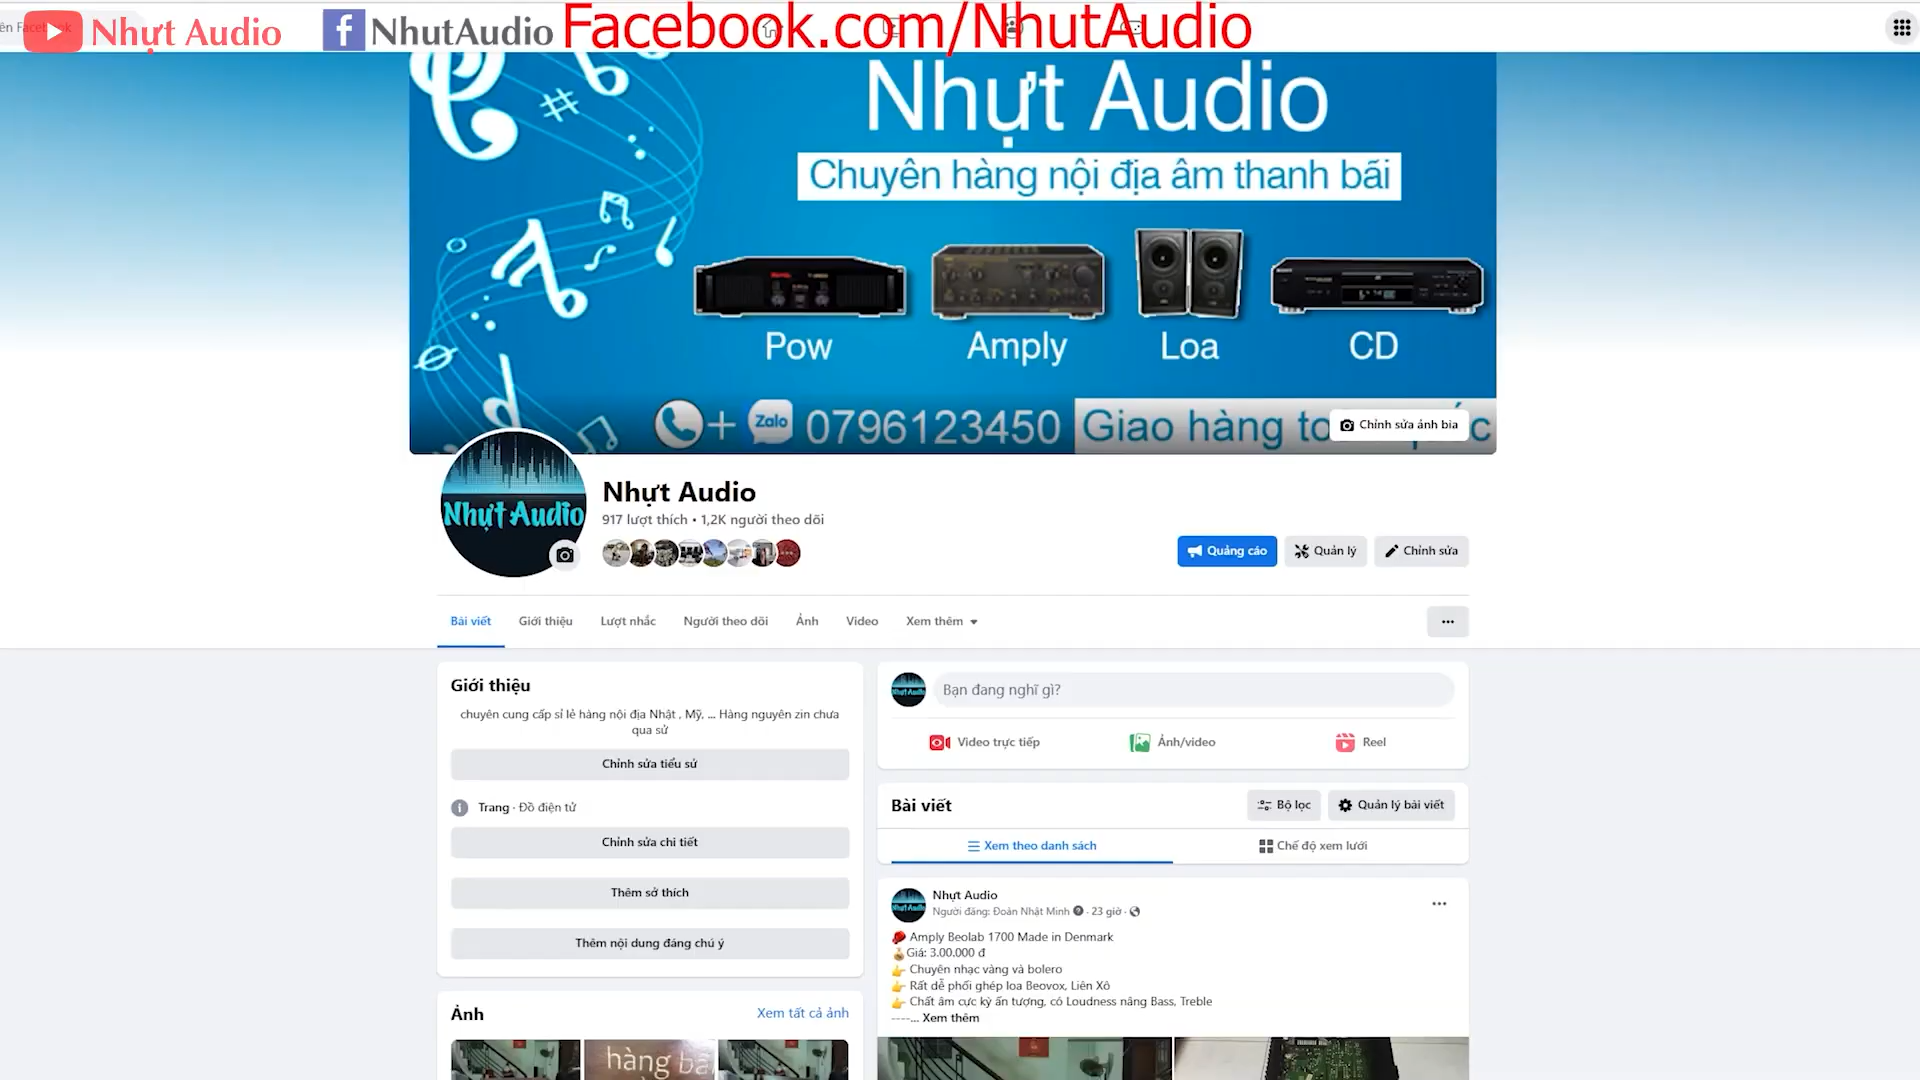 Nhựt Audio
NhutAudio
Facebook.com/NhutAudio
Nhựt Audio
Chuyên hàng nội địa âm thanh bãi
Pow
Amply
Loa
CD
+ Zalo 0796123450
Giao hàng
Chỉnh sửa ảnh bìa
Nhựt Audio
Nhựt Audio
917 lượt thích • 1,2K người theo dõi
Quảng cáo
Quản lý
Chỉnh sửa
Bài viết
Giới thiệu
Lượt nhắc
Người theo dõi
Ảnh
Video
Xem thêm
Giới thiệu
chuyên cung cấp sỉ lẻ hàng nội địa Nhật , Mỹ, ... Hàng nguyên zin chưa
qua sử
Chỉnh sửa tiểu sử
Trang · Đồ điện tử
Chỉnh sửa chi tiết
Thêm sở thích
Thêm nội dung đáng chú ý
Ảnh
Xem tất cả ảnh
hàng bã
Bạn đang nghĩ gì?
Video trực tiếp
Ảnh/video
Reel
Bài viết
Bộ lọc
Quản lý bài viết
Xem theo danh sách
Chế độ xem lưới
Nhựt Audio
Người đăng: Đoàn Nhật Minh · 23 giờ ·
Amply Beolab 1700 Made in Denmark
Giá: 3.00.000 đ
Chuyên nhạc vàng và bolero
Rất dễ phối ghép loa Beovox, Liên Xô
Chất âm cực kỳ ấn tượng, có Loudness nâng Bass, Treble
----... Xem thêm